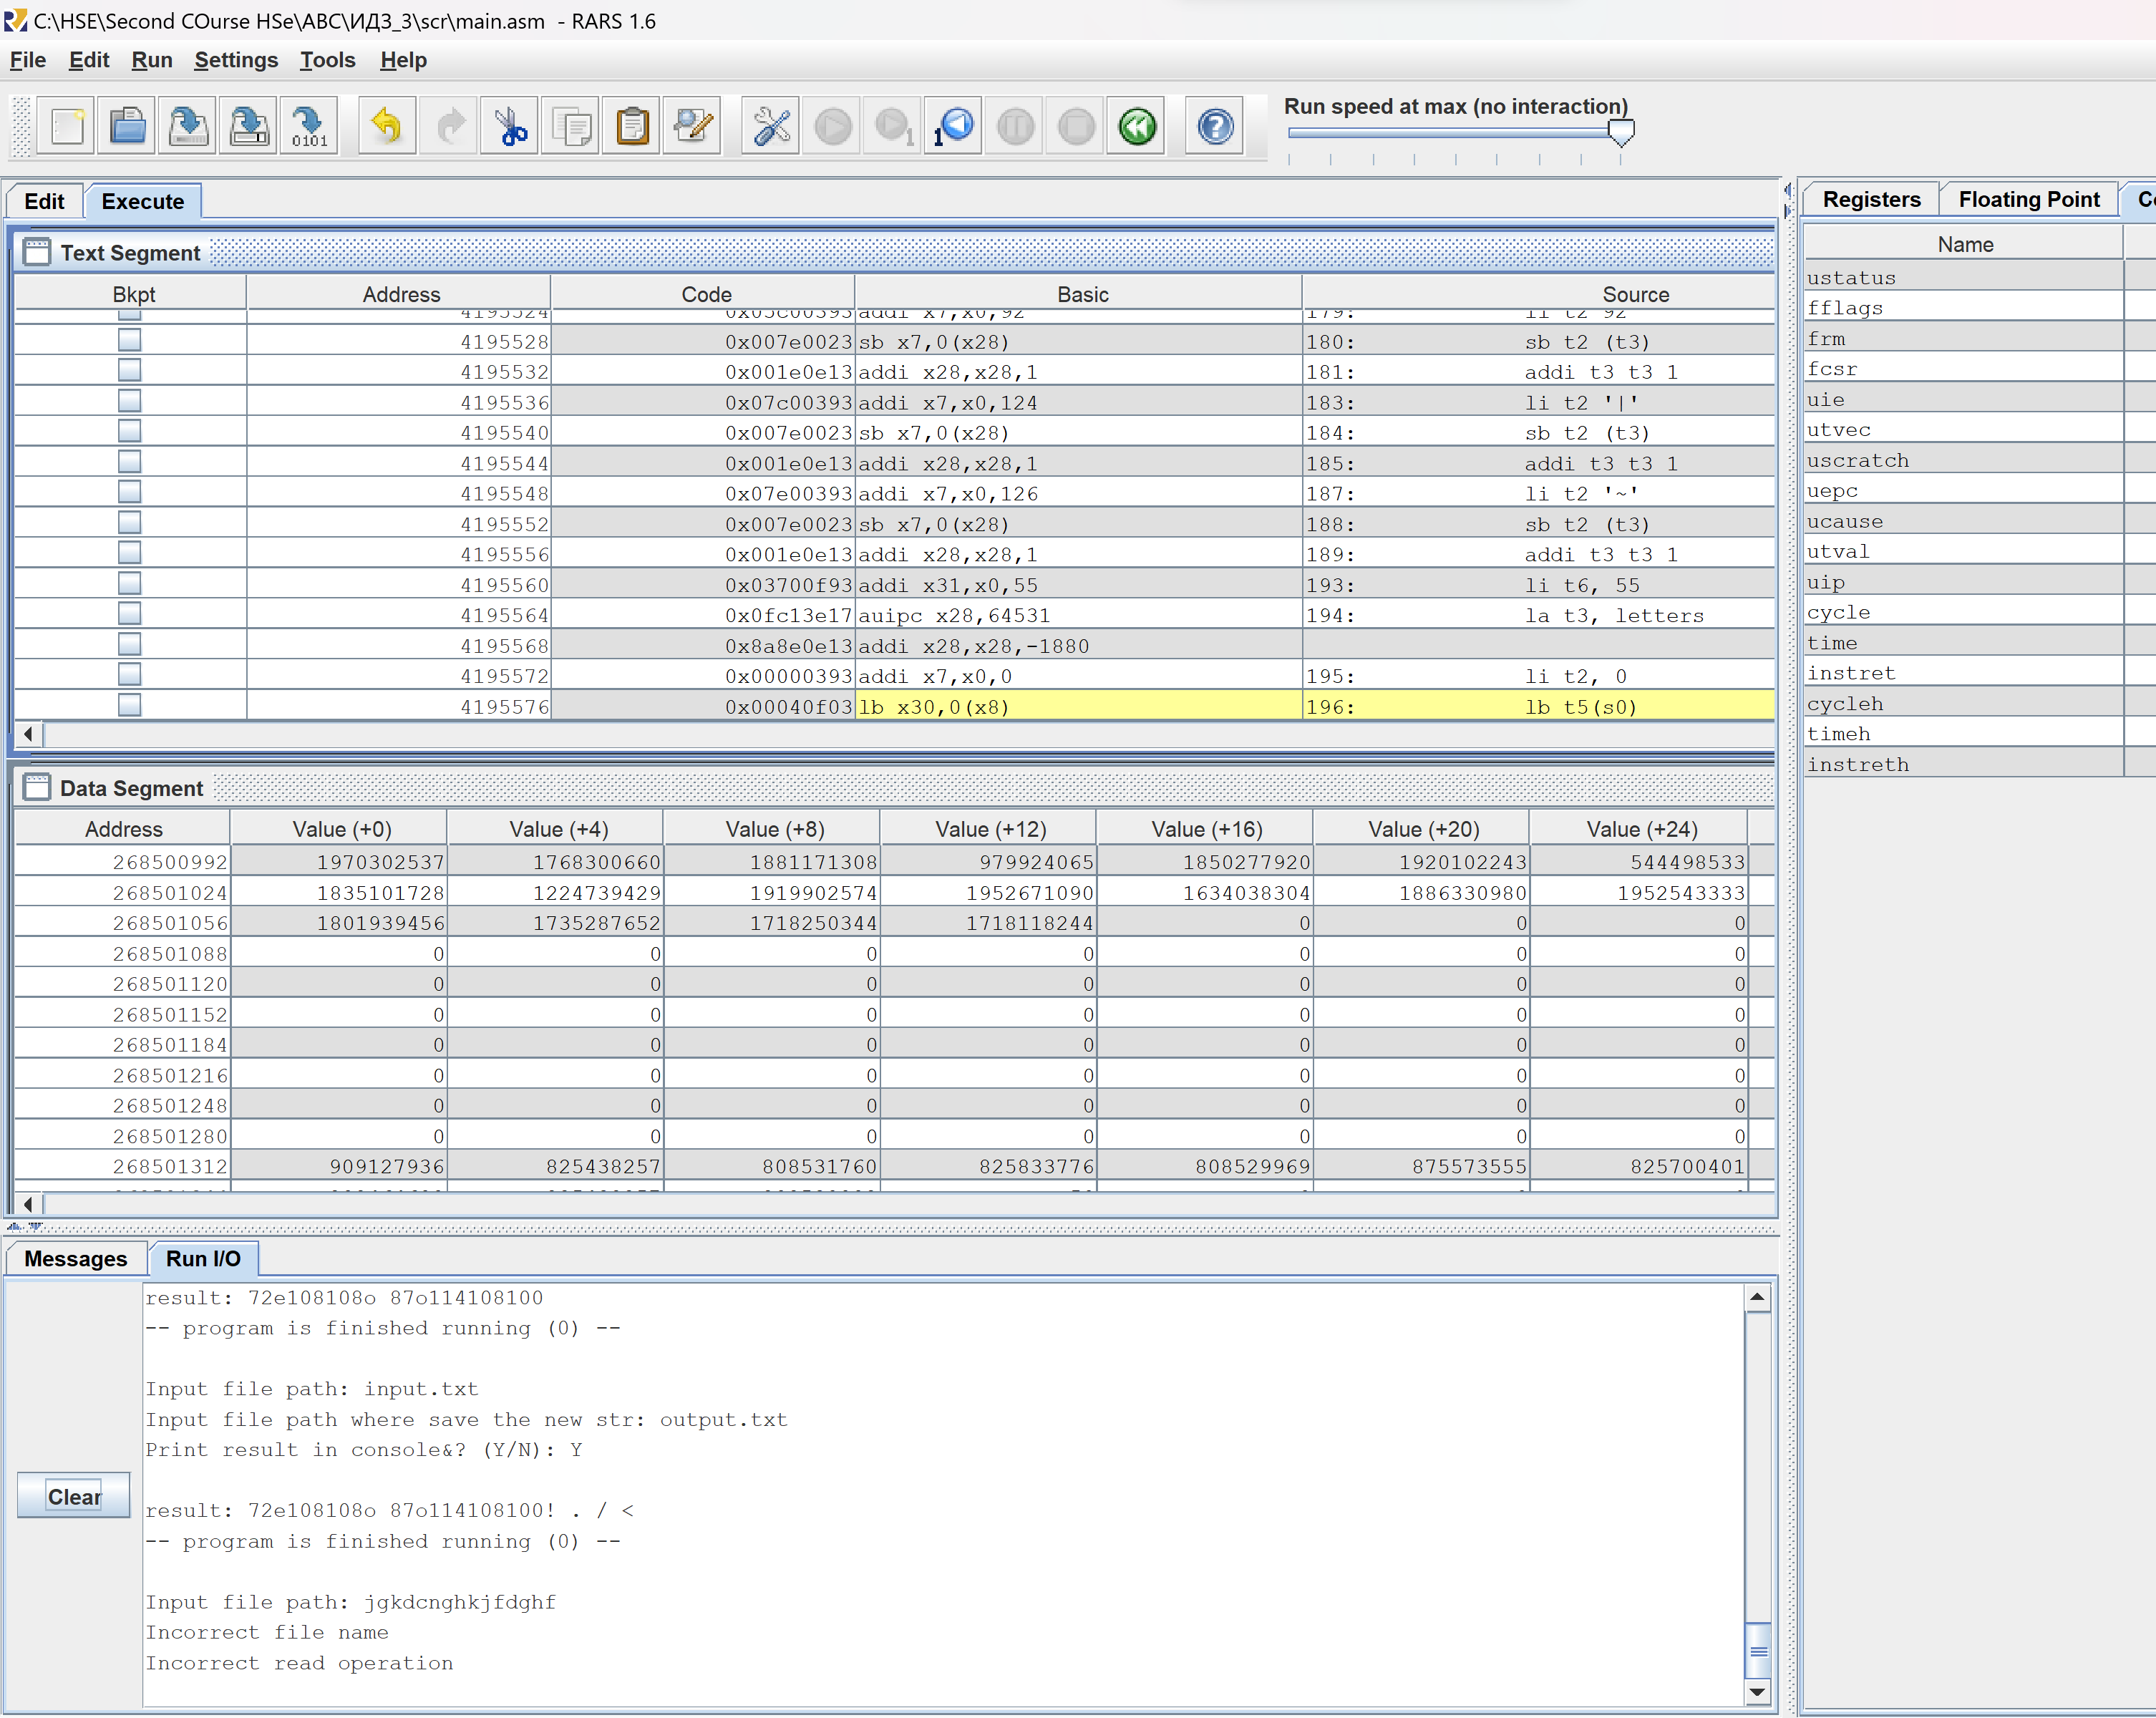 C:\HSE\Second COurse HSe\ABC\ИДЗ_3\scr\main.asm - RARS 1.6
File Edit Run Settings Tools Help
Run speed at max (no interaction)
Edit Execute
Registers Floating Point
Text Segment
Name
Bkpt Address Code Basic Source
4195524 0x05c00393 addi x7,x0,92 179: li t2 92
4195528 0x007e0023 sb x7,0(x28) 180: sb t2 (t3)
4195532 0x001e0e13 addi x28,x28,1 181: addi t3 t3 1
4195536 0x07c00393 addi x7,x0,124 183: li t2 '|'
4195540 0x007e0023 sb x7,0(x28) 184: sb t2 (t3)
4195544 0x001e0e13 addi x28,x28,1 185: addi t3 t3 1
4195548 0x07e00393 addi x7,x0,126 187: li t2 '~'
4195552 0x007e0023 sb x7,0(x28) 188: sb t2 (t3)
4195556 0x001e0e13 addi x28,x28,1 189: addi t3 t3 1
4195560 0x03700f93 addi x31,x0,55 193: li t6, 55
4195564 0x0fc13e17 auipc x28,64531 194: la t3, letters
4195568 0x8a8e0e13 addi x28,x28,-1880
4195572 0x00000393 addi x7,x0,0 195: li t2, 0
4195576 0x00040f03 lb x30,0(x8) 196: lb t5(s0)
ustatus
fflags
frm
fcsr
uie
utvec
uscratch
uepc
ucause
utval
uip
cycle
time
instret
cycleh
timeh
instreth
Data Segment
Address Value (+0) Value (+4) Value (+8) Value (+12) Value (+16) Value (+20) Value (+24)
268500992 1970302537 1768300660 1881171308 979924065 1850277920 1920102243 544498533
268501024 1835101728 1224739429 1919902574 1952671090 1634038304 1886330980 1952543333
268501056 1801939456 1735287652 1718250344 1718118244 0 0 0
268501088 0 0 0 0 0 0 0
268501120 0 0 0 0 0 0 0
268501152 0 0 0 0 0 0 0
268501184 0 0 0 0 0 0 0
268501216 0 0 0 0 0 0 0
268501248 0 0 0 0 0 0 0
268501280 0 0 0 0 0 0 0
268501312 909127936 825438257 808531760 825833776 808529969 875573555 825700401
Messages Run I/O
result: 72e108108o 87o114108100
-- program is finished running (0) --
Input file path: input.txt
Input file path where save the new str: output.txt
Print result in console&? (Y/N): Y
Clear
result: 72e108108o 87o114108100! . / <
-- program is finished running (0) --
Input file path: jgkdcnghkjfdghf
Incorrect file name
Incorrect read operation